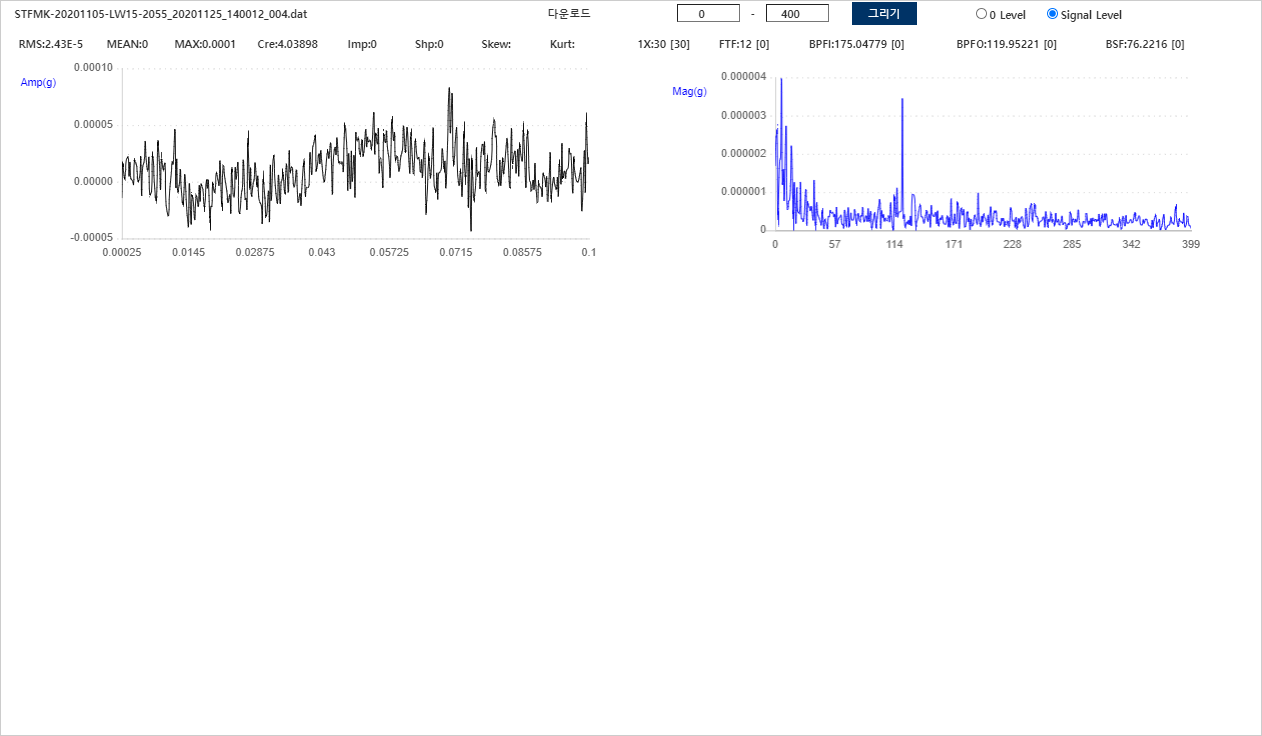 STFMK-20201105-LW15-2055_20201125_140012_004.dat 다운로드 0 - 400 그리기 0 Level Signal Level
RMS:2.43E-5 MEAN:0 MAX:0.0001 Cre:4.03898 Imp:0 Shp:0 Skew: Kurt: 1X:30 [30] FTF:12 [0] BPFI:175.04779 [0] BPFO:119.95221 [0] BSF:76.2216 [0]
Amp(g)
0.00010
0.00005
0.00000
-0.00005
0.00025 0.0145 0.02875 0.043 0.05725 0.0715 0.08575 0.1
Mag(g)
0.000004
0.000003
0.000002
0.000001
0
0 57 114 171 228 285 342 399